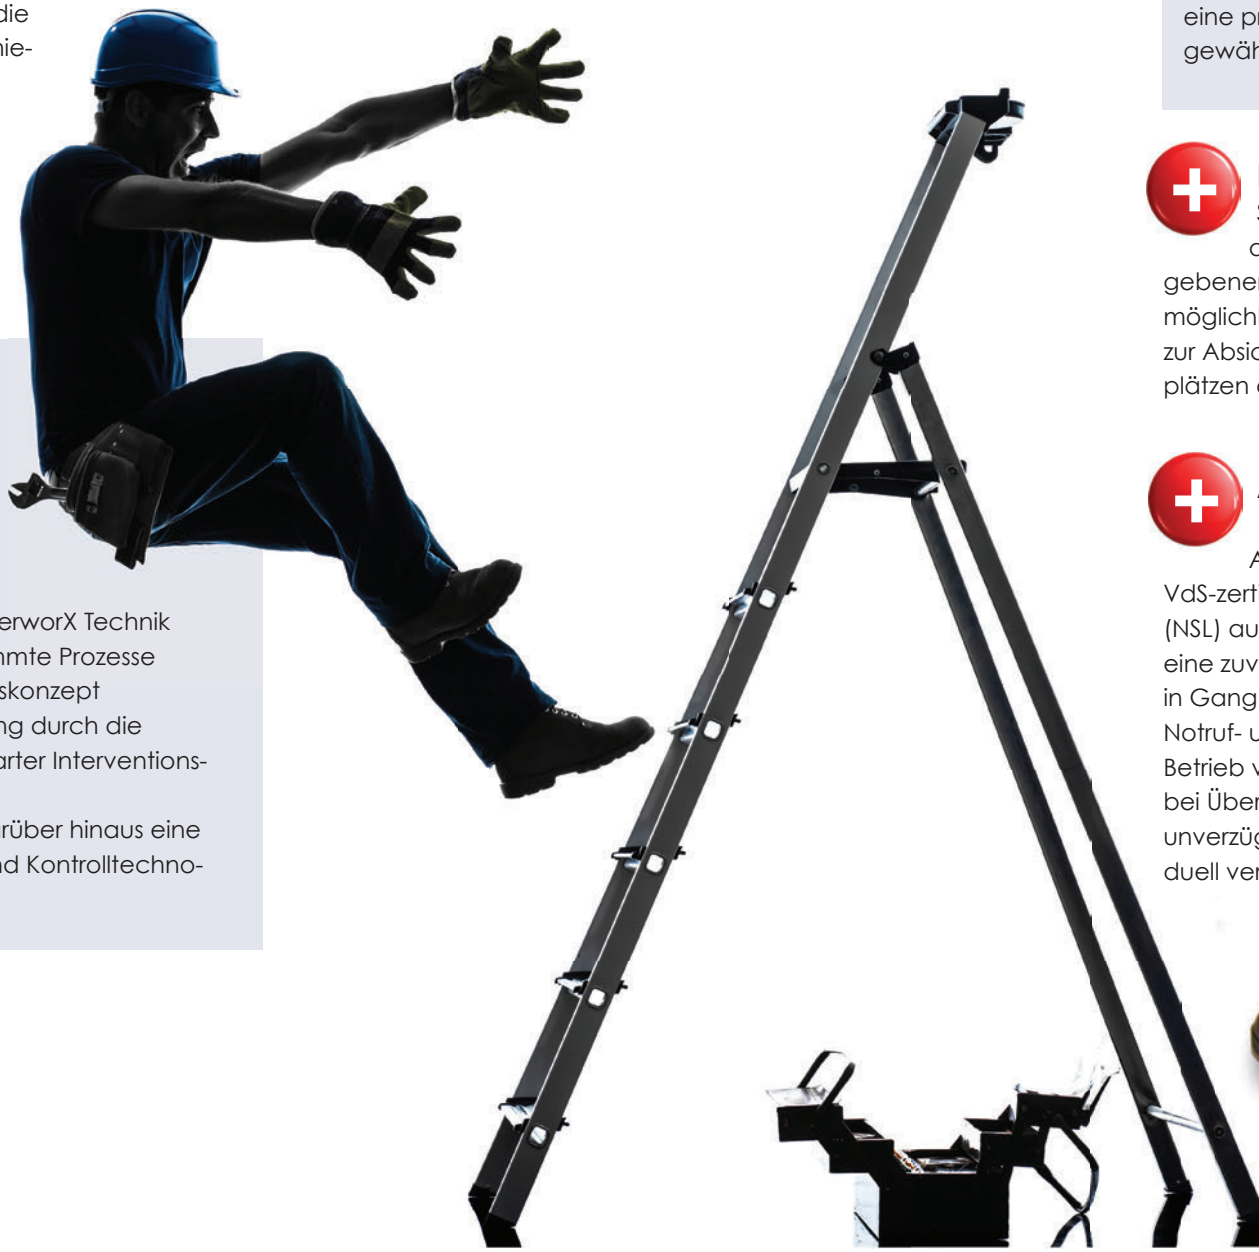 die
nie-
erworX Technik
mmte Prozesse
skonzept
ng durch die
arter Interventions-
rüber hinaus eine
nd Kontrolltechno-
eine pr
gewäh
S
gebene
möglich
zur Absic
plätzen
A
VdS-zert
(NSL) au
eine zuv
in Gang
Notruf- u
Betrieb v
bei Über
unverzüg
duell ver